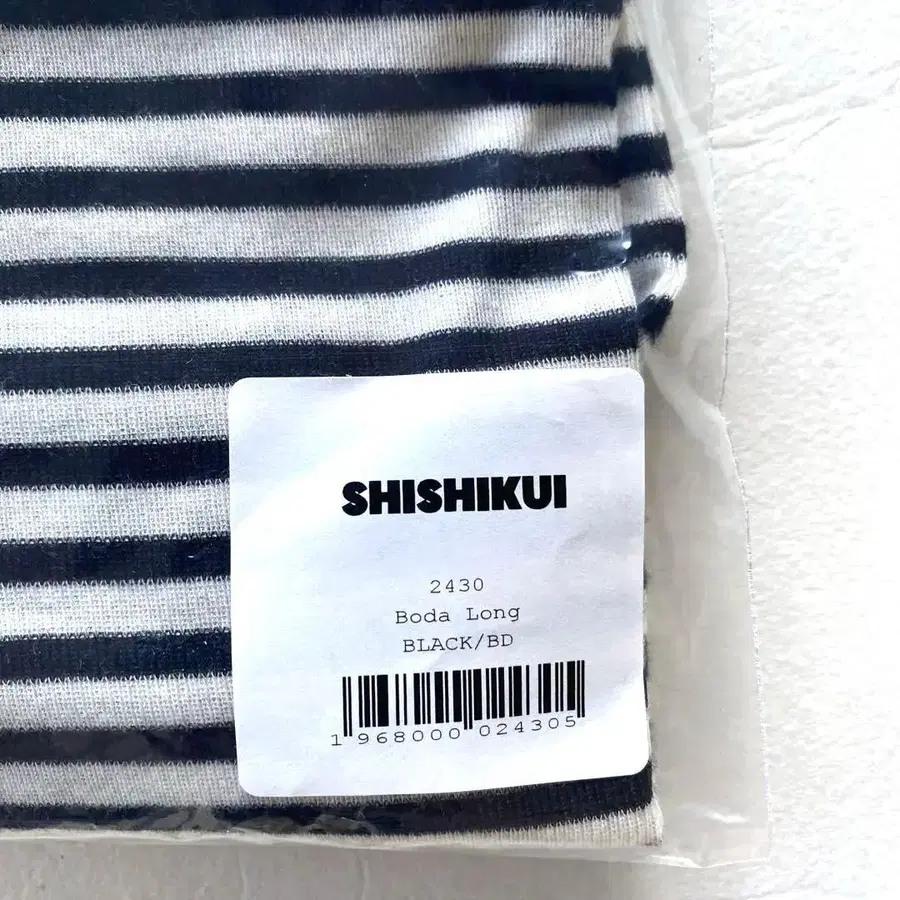 SHISHIKUI
2430
Boda Long
BLACK/BD
1 968000 024305